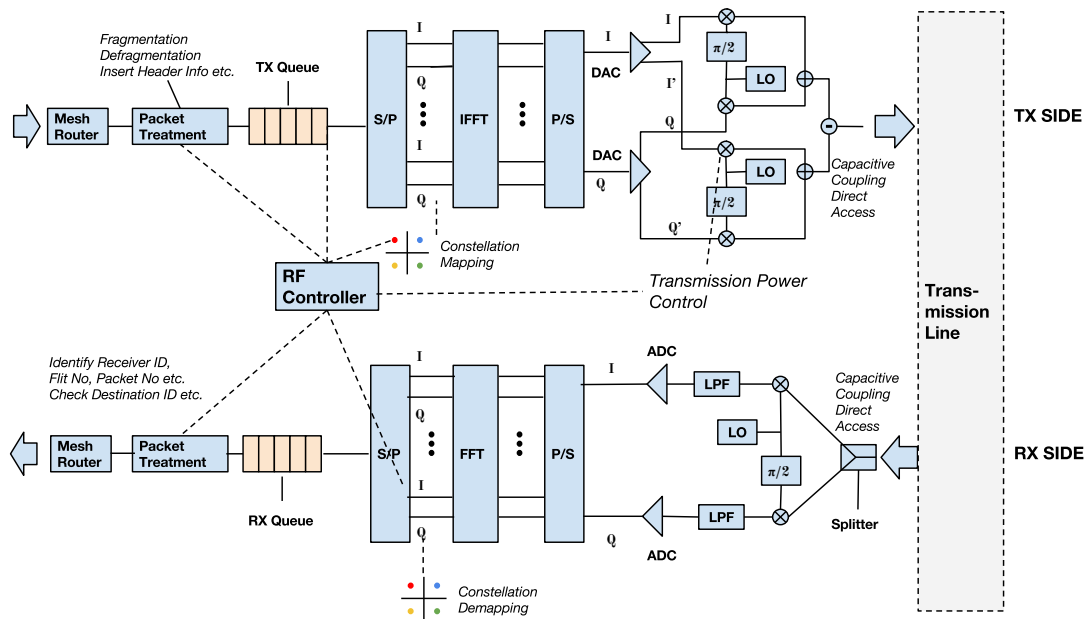 Fragmentation
Defragmentation
Insert Header Info etc.
TX Queue
Mesh
Router
Packet
Treatment
S/P
I
Q
I
Q
IFFT
P/S
I
DAC
DAC
Q
I
I'
Q
Q'
π/2
LO
LO
π/2
-
Capacitive
Coupling
Direct
Access
TX SIDE
Constellation
Mapping
RF
Controller
Transmission Power
Control
Trans-
mission
Line
Identify Receiver ID,
Flit No, Packet No etc.
Check Destination ID etc.
Mesh
Router
Packet
Treatment
RX Queue
S/P
I
Q
I
Q
FFT
P/S
I
Q
ADC
ADC
LPF
LPF
LO
π/2
Capacitive
Coupling
Direct
Access
Splitter
RX SIDE
Constellation
Demapping